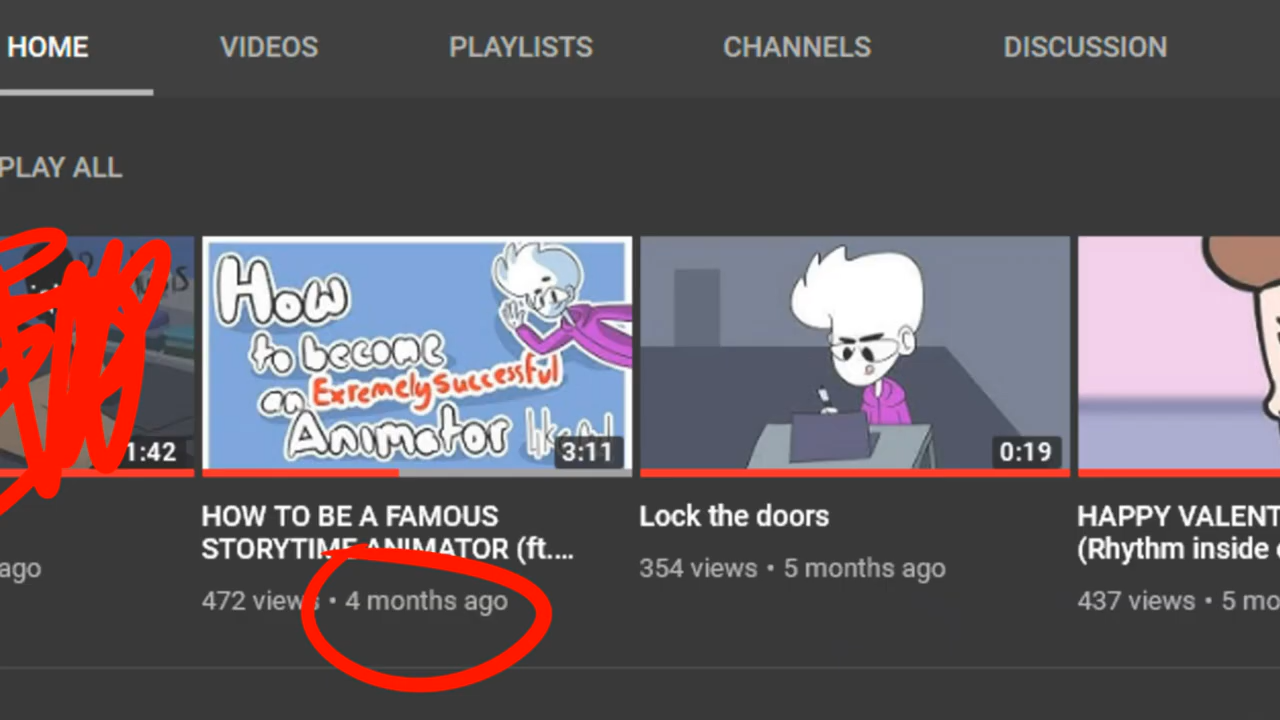 HOME VIDEOS PLAYLISTS CHANNELS DISCUSSION
PLAY ALL
1:42
ago
How
to become
an Exremely Successful
Animator
3:11
HOW TO BE A FAMOUS
STORYTIME ANIMATOR (ft....
472 views • 4 months ago
0:19
Lock the doors
354 views • 5 months ago
HAPPY VALENT
(Rhythm inside
437 views • 5 mo